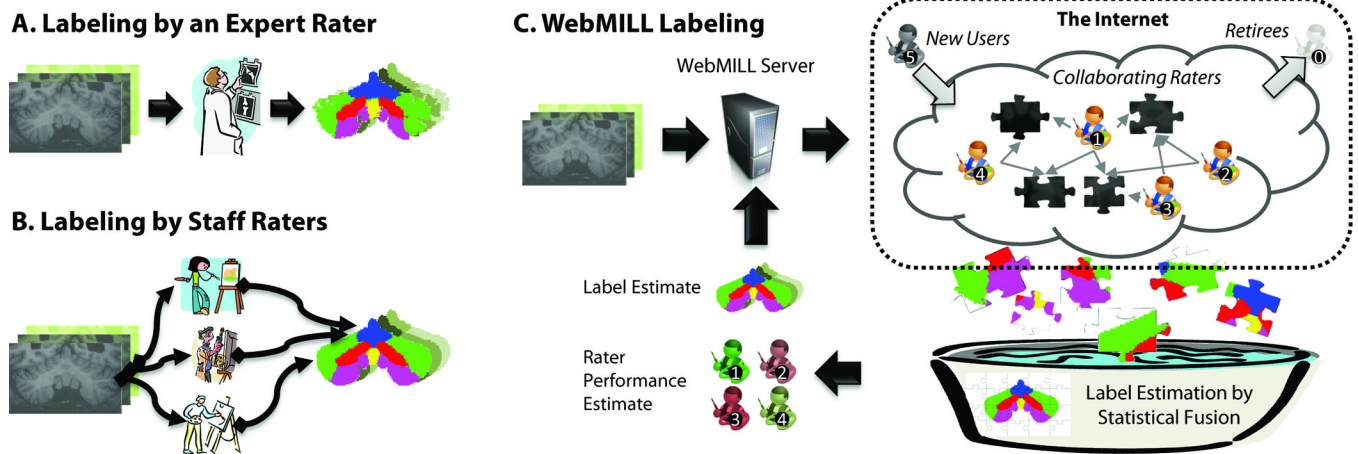 A. Labeling by an Expert Rater
B. Labeling by Staff Raters
C. WebMILL Labeling
WebMILL Server
The Internet
New Users
Retirees
5
0
Collaborating Raters
1
4
2
3
Label Estimate
Rater
Performance
Estimate
1
2
3
4
Label Estimation by
Statistical Fusion